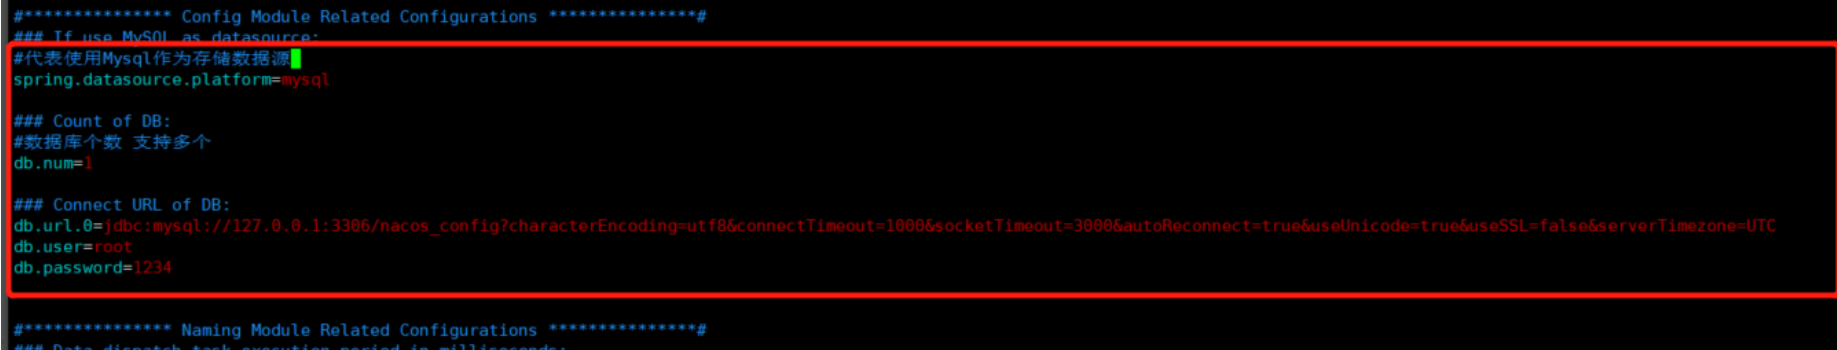 #*************** Config Module Related Configurations ***************#
### If use MySQL as datasource:
#代表使用Mysql作为存储数据源
spring.datasource.platform=mysql
### Count of DB:
#数据库个数 支持多个
db.num=1
### Connect URL of DB:
db.url.0=jdbc:mysql://127.0.0.1:3306/nacos_config?characterEncoding=utf8&connectTimeout=1000&socketTimeout=3000&autoReconnect=true&useUnicode=true&useSSL=false&serverTimezone=UTC
db.user=root
db.password=1234
#*************** Naming Module Related Configurations ***************#
### Data dispatch task execution period in milliseconds: